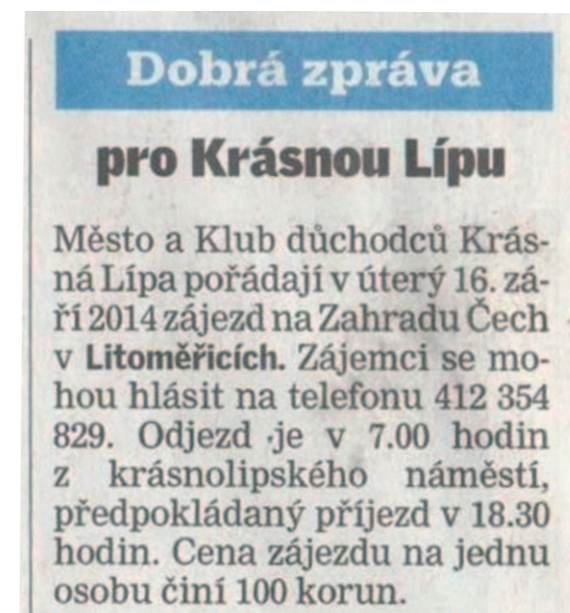 Dobrá zpráva
pro Krásnou Lípu
Město a Klub důchodců Krás-
ná Lípa pořádají v úterý 16. zá-
ří 2014 zájezd na Zahradu Čech
v Litoměřicích. Zájemci se mo-
hou hlásit na telefonu 412 354
829. Odjezd je v 7.00 hodin
z krásnolipského náměstí,
předpokládaný příjezd v 18.30
hodin. Cena zájezdu na jednu
osobu činí 100 korun.